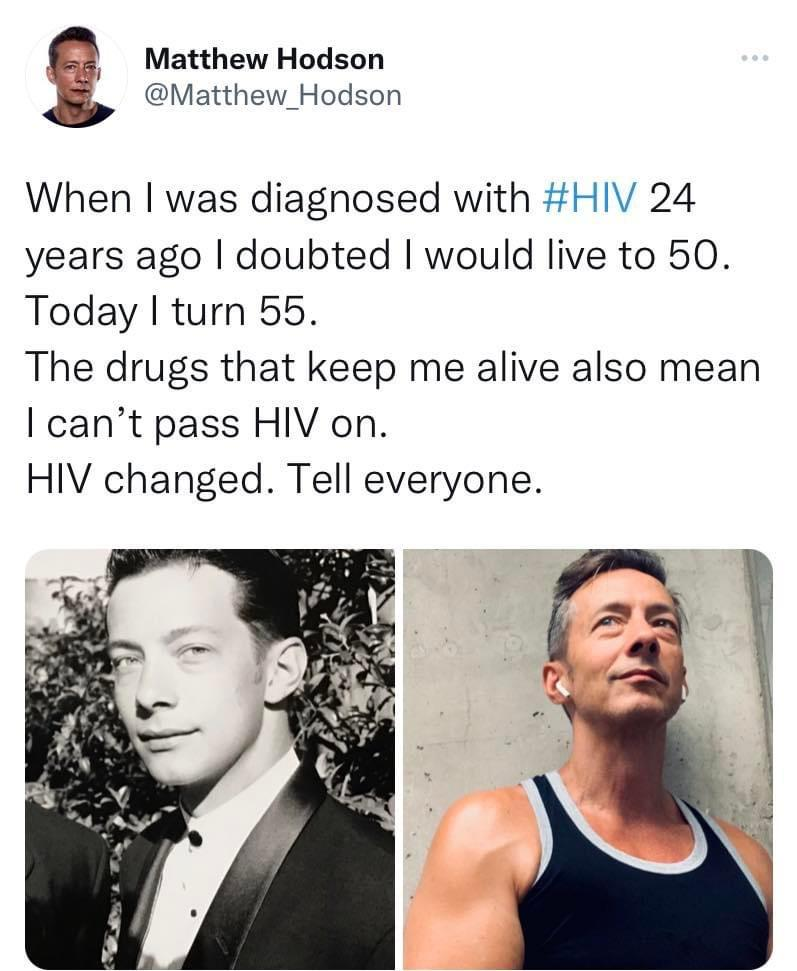 Matthew Hodson
@Matthew_Hodson
When I was diagnosed with #HIV 24
years ago I doubted I would live to 50.
Today I turn 55.
The drugs that keep me alive also mean
I can’t pass HIV on.
HIV changed. Tell everyone.